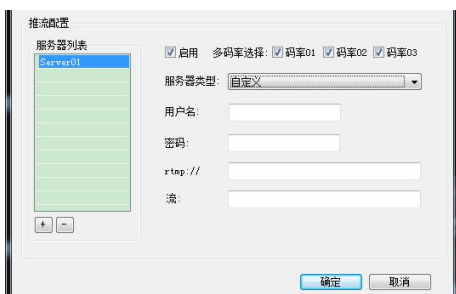 推流配置
服务器列表
Server01
启用 多码率选择: 码率01 码率02 码率03
服务器类型: 自定义
用户名:
密码:
rtmp://
流:
+ -
确定 取消